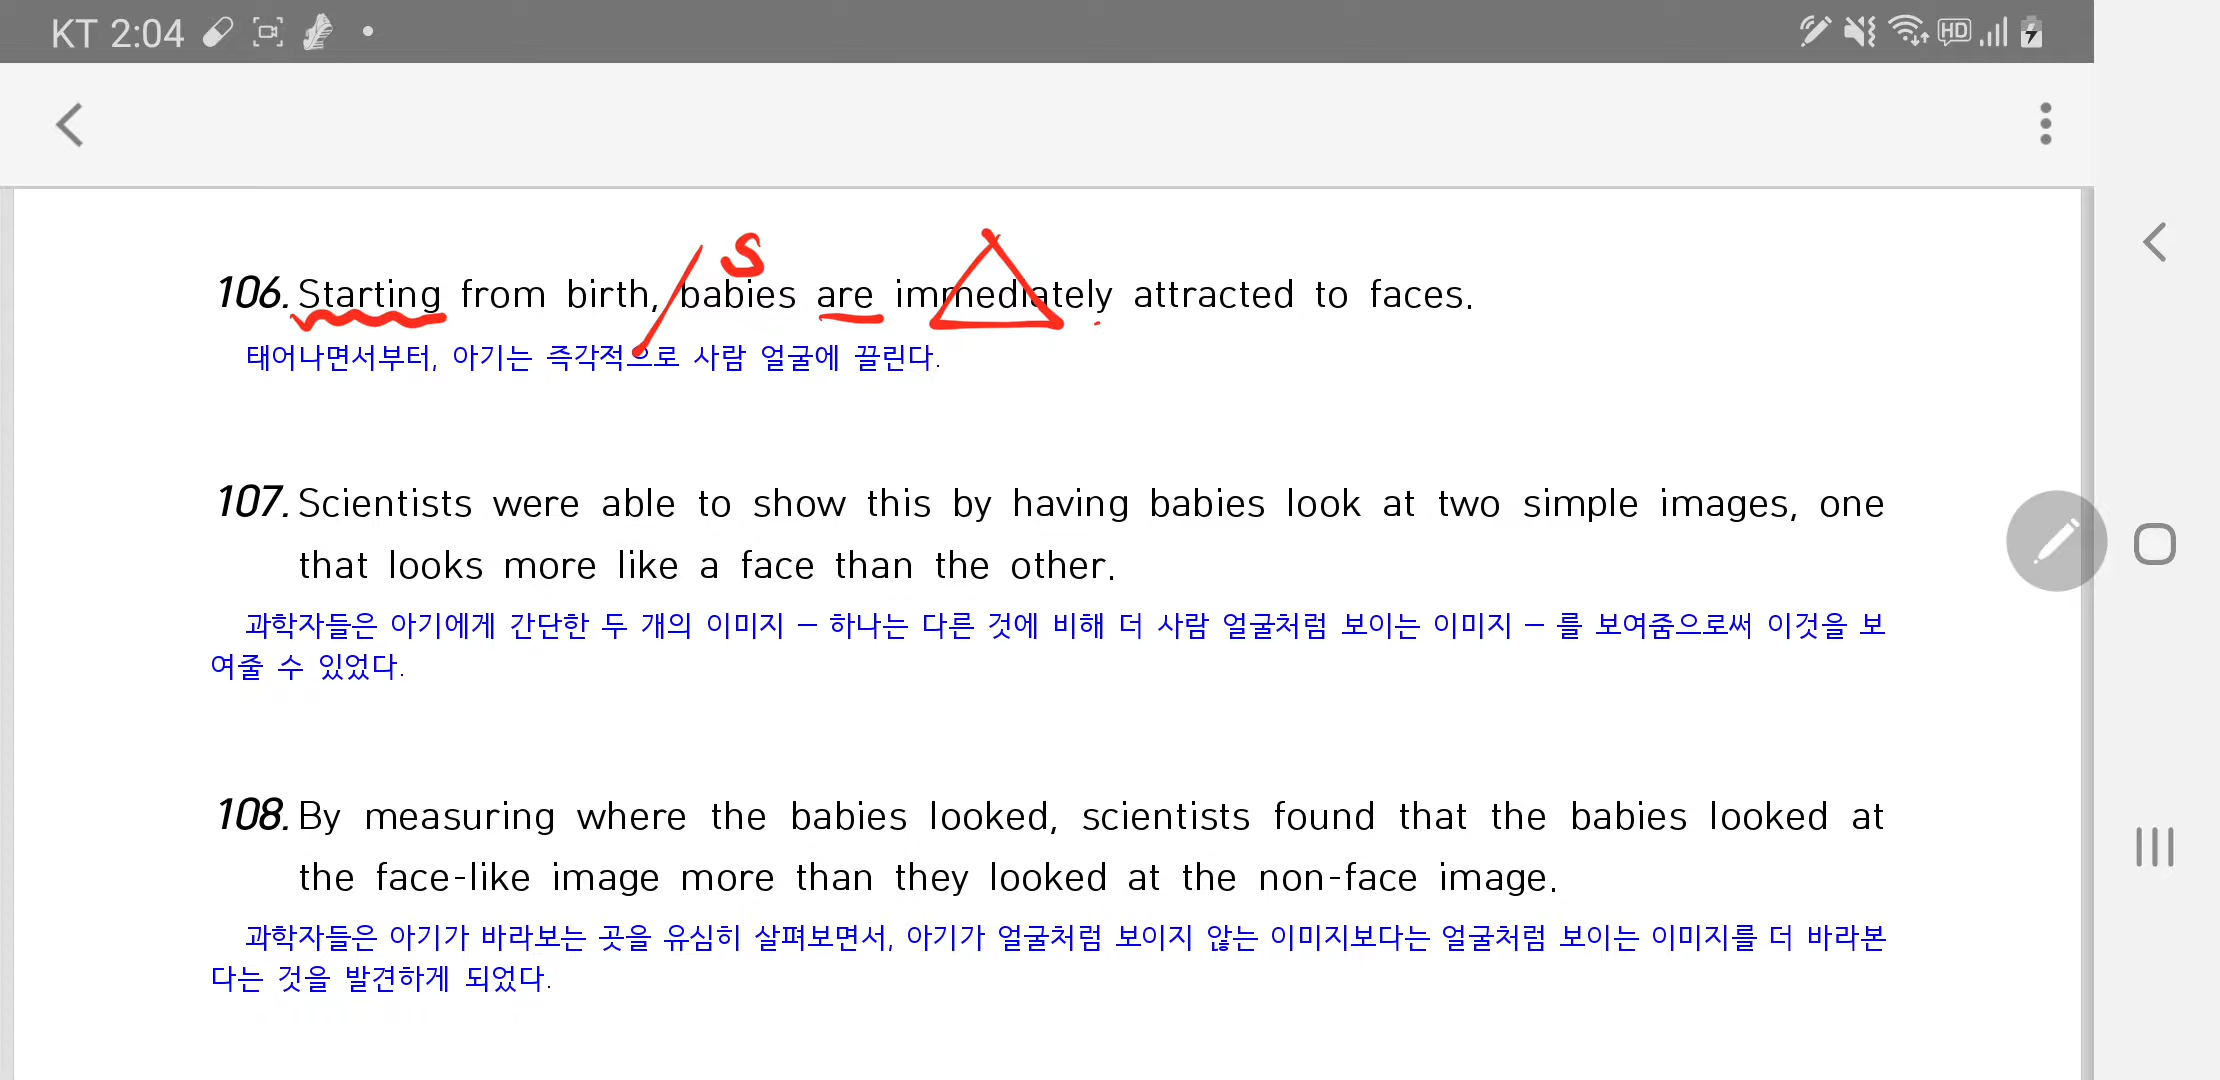 KT 2:04
HD
S
106. Starting from birth, babies are immediately attracted to faces.
태어나면서부터, 아기는 즉각적으로 사람 얼굴에 끌린다.
107. Scientists were able to show this by having babies look at two simple images, one
that looks more like a face than the other.
과학자들은 아기에게 간단한 두 개의 이미지 – 하나는 다른 것에 비해 더 사람 얼굴처럼 보이는 이미지 – 를 보여줌으로써 이것을 보
여줄 수 있었다.
108. By measuring where the babies looked, scientists found that the babies looked at
the face-like image more than they looked at the non-face image.
과학자들은 아기가 바라보는 곳을 유심히 살펴보면서, 아기가 얼굴처럼 보이지 않는 이미지보다는 얼굴처럼 보이는 이미지를 더 바라본
다는 것을 발견하게 되었다.